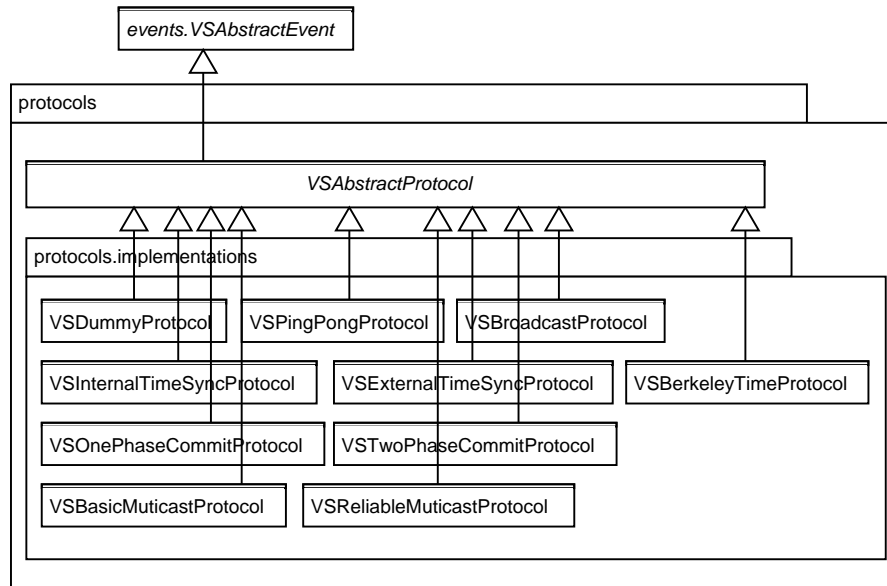 events.VSAbstractEvent
protocols
VSAbstractProtocol
protocols.implementations
VSDummyProtocol
VSPingPongProtocol
VSBroadcastProtocol
VSInternalTimeSyncProtocol
VSExternalTimeSyncProtocol
VSBerkeleyTimeProtocol
VSOnePhaseCommitProtocol
VSTwoPhaseCommitProtocol
VSBasicMuticastProtocol
VSReliableMuticastProtocol